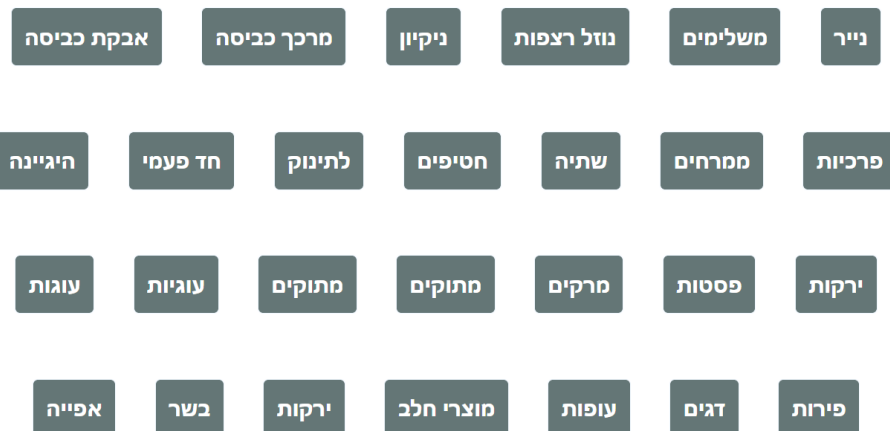 נייר משלימים נוזל רצפות ניקיון מרכך כביסה אבקת כביסה
פרכיות ממרחים שתיה חטיפים לתינוק חד פעמי היגיינה
ירקות פסטות מרקים מתוקים מתוקים עוגיות עוגות
פירות דגים עופות מוצרי חלב ירקות בשר אפייה